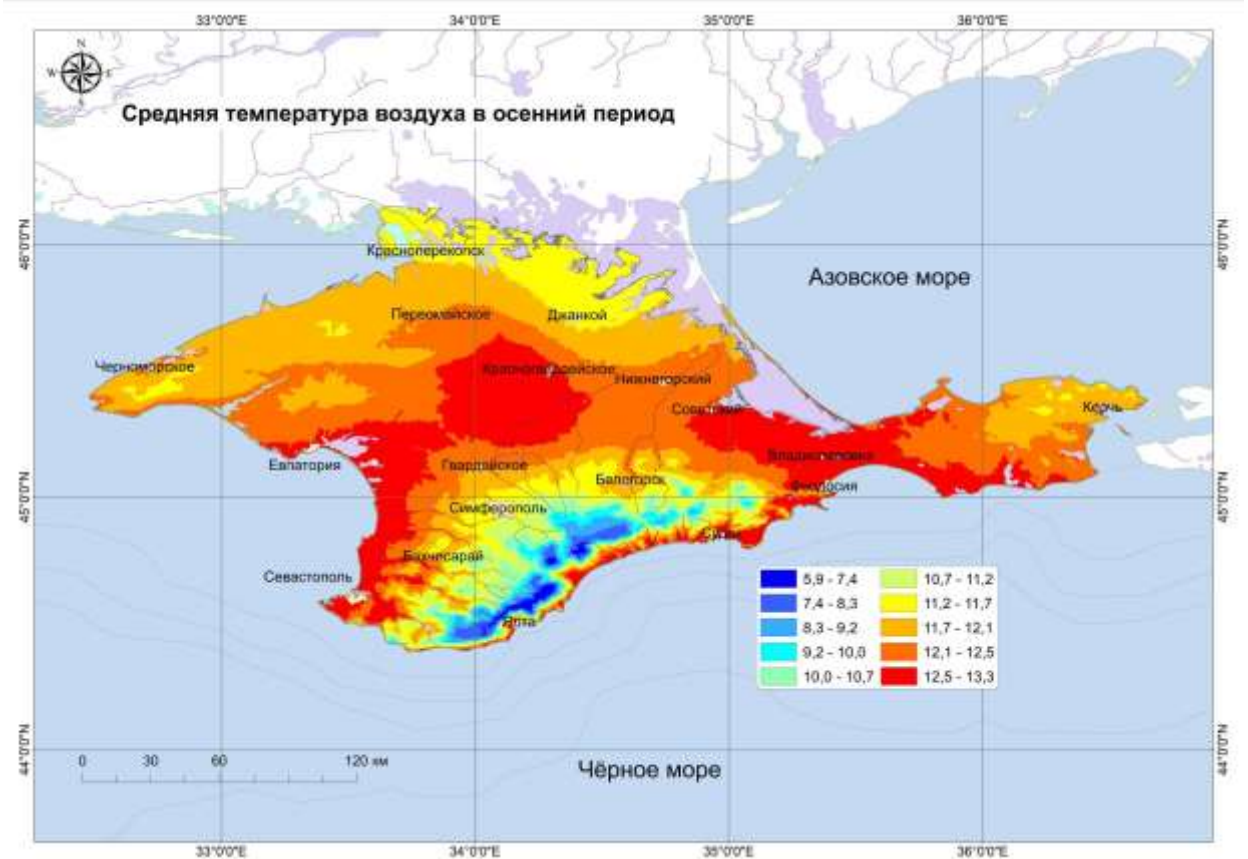 33°0'0"E 34°0'0"E 35°0'0"E 36°0'0"E
N
W E
S
Средняя температура воздуха в осенний период
46°0'0"N 46°0'0"N
Красноперекопск
Азовское море
Первомайское Джанкой
Черноморское Красногвардейское Нижнегорский
Советский Керчь
Евпатория Гвардейское Владиславовка
Белогорск Феодосия
45°0'0"N 45°0'0"N
Симферополь
Судак
Бахчисарай
Севастополь
Ялта
5,9 - 7,4 10,7 - 11,2
7,4 - 8,3 11,2 - 11,7
8,3 - 9,2 11,7 - 12,1
9,2 - 10,0 12,1 - 12,5
10,0 - 10,7 12,5 - 13,3
44°0'0"N 44°0'0"N
0 30 60 120 км
Чёрное море
33°0'0"E 34°0'0"E 35°0'0"E 36°0'0"E